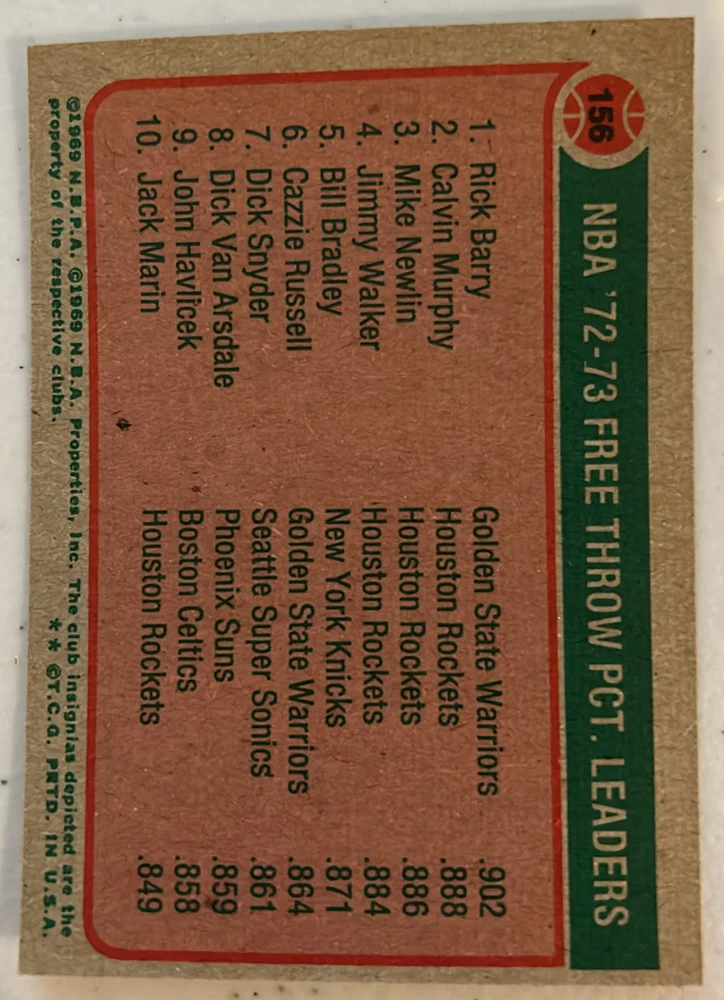 156
NBA '72-73 FREE THROW PCT. LEADERS
1. Rick Barry Golden State Warriors .902
2. Calvin Murphy Houston Rockets .888
3. Mike Newlin Houston Rockets .886
4. Jimmy Walker Houston Rockets .884
5. Bill Bradley New York Knicks .871
6. Cazzie Russell Golden State Warriors .864
7. Dick Snyder Seattle Super Sonics .861
8. Dick Van Arsdale Phoenix Suns .859
9. John Havlicek Boston Celtics .858
10. Jack Marin Houston Rockets .849
©1969 N.B.P.A. ©1969 N.B.A. Properties, Inc. The club insignias depicted are the
property of the respective clubs. ** ©T.C.G. PRTD. IN U.S.A.